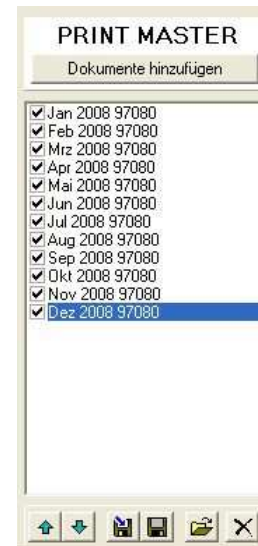 PRINT MASTER
Dokumente hinzufügen
Jan 2008 97080
Feb 2008 97080
Mrz 2008 97080
Apr 2008 97080
Mai 2008 97080
Jun 2008 97080
Jul 2008 97080
Aug 2008 97080
Sep 2008 97080
Okt 2008 97080
Nov 2008 97080
Dez 2008 97080